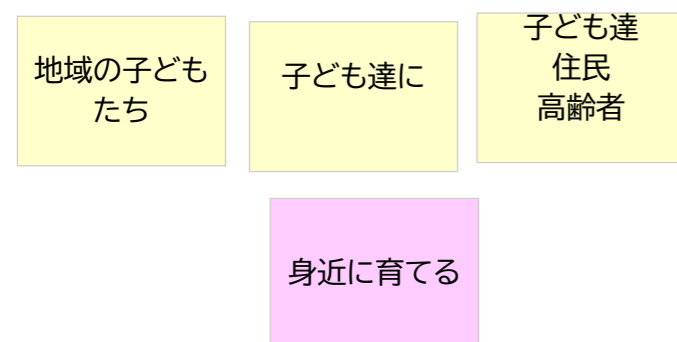 地域の子ども
たち
子ども達に
子ども達
住民
高齢者
身近に育てる